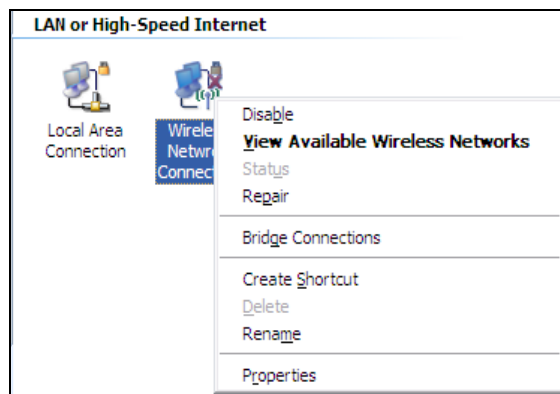 LAN or High-Speed Internet
Local Area
Connection
Disable
View Available Wireless Networks
Status
Repair
Bridge Connections
Create Shortcut
Delete
Rename
Properties